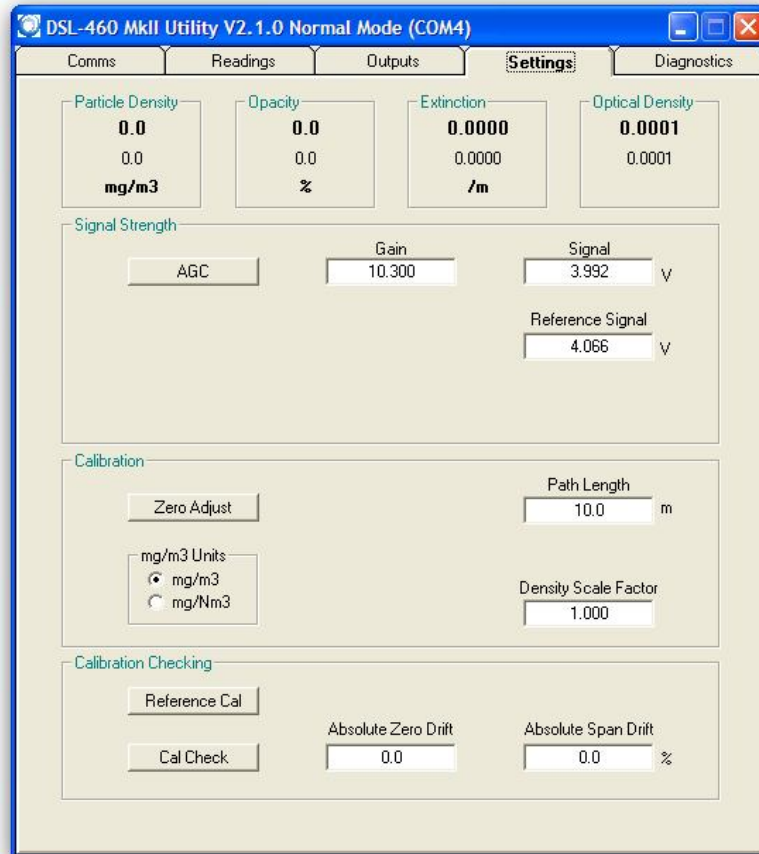 DSL-460 MkII Utility V2.1.0 Normal Mode (COM4)
Comms Readings Outputs Settings Diagnostics
Particle Density Opacity Extinction Optical Density
0.0 0.0 0.0000 0.0001
0.0 0.0 0.0000 0.0001
mg/m3 % /m
Signal Strength
Gain Signal
AGC 10.300 3.992 V
Reference Signal
4.066 V
Calibration
Path Length
Zero Adjust 10.0 m
mg/m3 Units
mg/m3
mg/Nm3
Density Scale Factor
1.000
Calibration Checking
Reference Cal
Absolute Zero Drift Absolute Span Drift
Cal Check 0.0 0.0 %